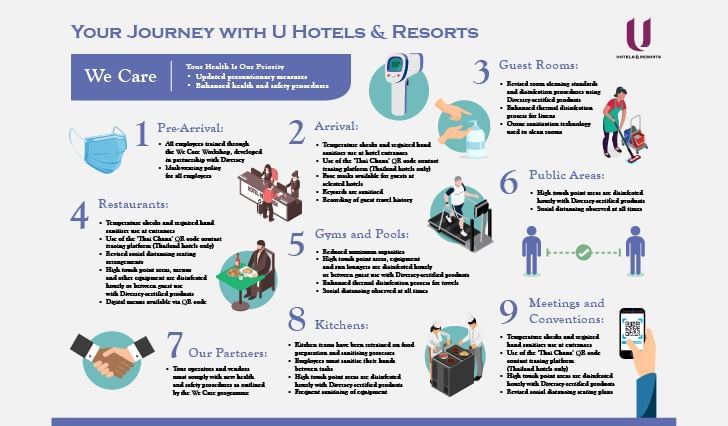 YOUR JOURNEY WITH U HOTELS & RESORTS
U
HOTELS & RESORTS
We Care
Your Health Is Our Priority
• Updated precautionary measures
• Enhanced health and safety procedures
1 Pre-Arrival:
• All employees trained through
the We Care Workshop, developed
in partnership with Diversey
• Mask-wearing policy
for all employees
2 Arrival:
• Temperature checks and required hand
sanitiser use at hotel entrances
• Use of the 'Thai Chana' QR code contact
tracing platform (Thailand hotels only)
• Face masks available for guests at
selected hotels
• Keycards are sanitised
• Recording of guest travel history
HOTEL
3 Guest Rooms:
• Revised room cleaning standards
and disinfection procedures using
Diversey-certified products
• Enhanced thermal disinfection
process for linens
• Ozone sanitisation technology
used to clean rooms
4 Restaurants:
• Temperature checks and required hand
sanitiser use at entrances
• Use of the 'Thai Chana' QR code contact
tracing platform (Thailand hotels only)
• Revised social distancing seating
arrangements
• High touch point areas, menus
and other equipment are disinfected
hourly or between guest use
with Diversey-certified products
• Digital menus available via QR code
5 Gyms and Pools:
• Reduced maximum capacities
• High touch point areas, equipment
and sun loungers are disinfected hourly
or between guest use with Diversey-certified products
• Enhanced thermal disinfection process for towels
• Social distancing observed at all times
6 Public Areas:
• High touch point areas are disinfected
hourly with Diversey-certified products
• Social distancing observed at all times
7 Our Partners:
• Tour operators and vendors
must comply with new health
and safety procedures as outlined
by the We Care programme
8 Kitchens:
• Kitchen teams have been retrained on food
preparation and sanitising processes
• Employees must sanitise their hands
between tasks
• High touch point areas are disinfected
hourly with Diversey-certified products
• Frequent sanitising of equipment
9 Meetings and
Conventions:
• Temperature checks and required
hand sanitiser use at entrances
• Use of the 'Thai Chana' QR code
contact tracing platform
(Thailand hotels only)
• High touch point areas are disinfected
hourly with Diversey-certified products
• Revised social distancing seating plans